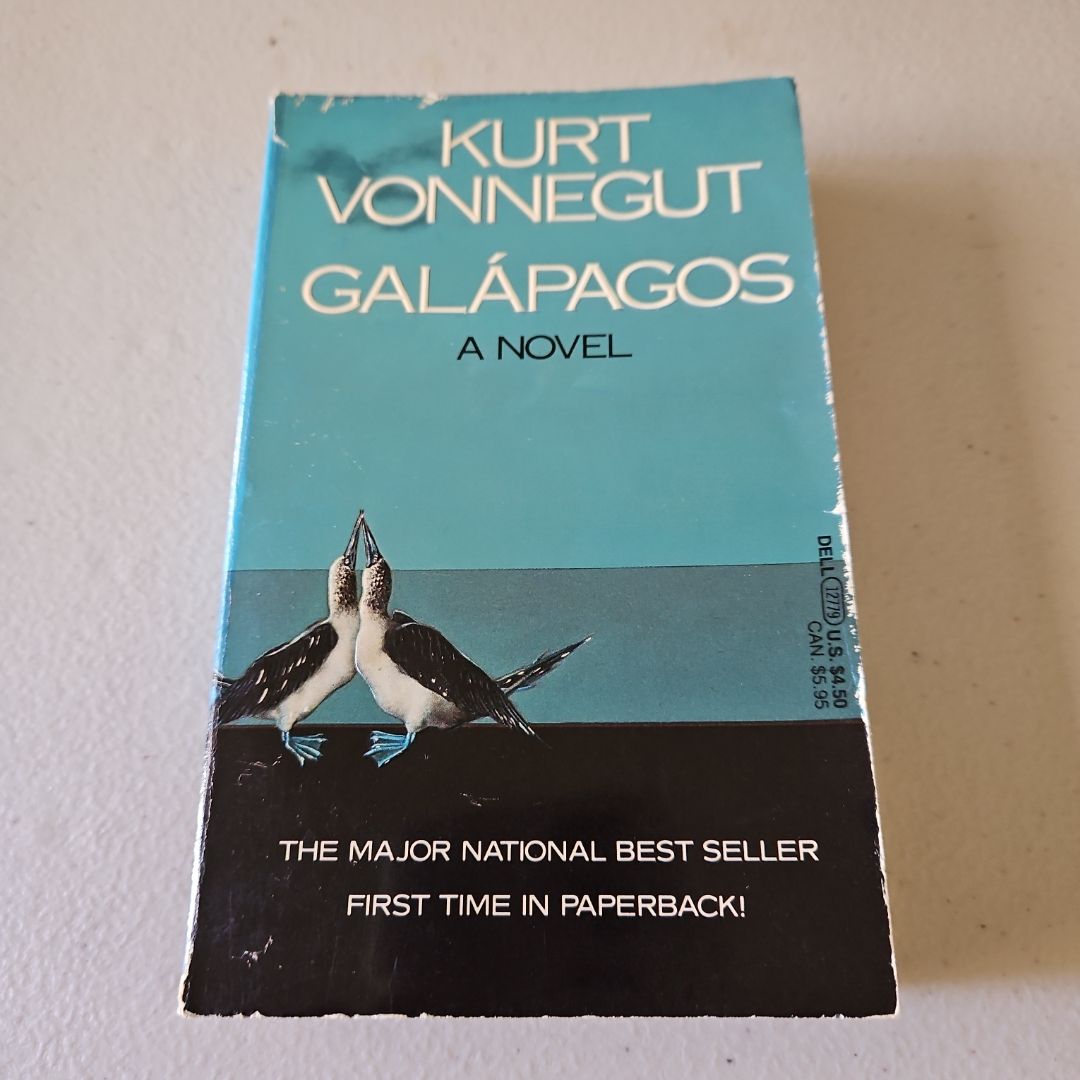 KURT
VONNEGUT
GALÁPAGOS
A NOVEL
DELL 12779 U.S. $4.50
CAN. $5.95
THE MAJOR NATIONAL BEST SELLER
FIRST TIME IN PAPERBACK!